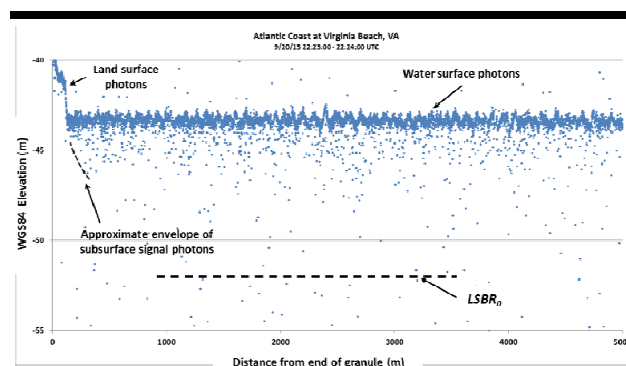 Atlantic Coast at Virginia Beach, VA
9/20/15 22:23:00 - 22:24:00 UTC
-40
Land surface
photons
Water surface photons
-45
WGS84 Elevation (m)
Approximate envelope of
subsurface signal photons
-50
LSBR₀
-55
0
1000
2000
3000
4000
5000
Distance from end of granule (m)